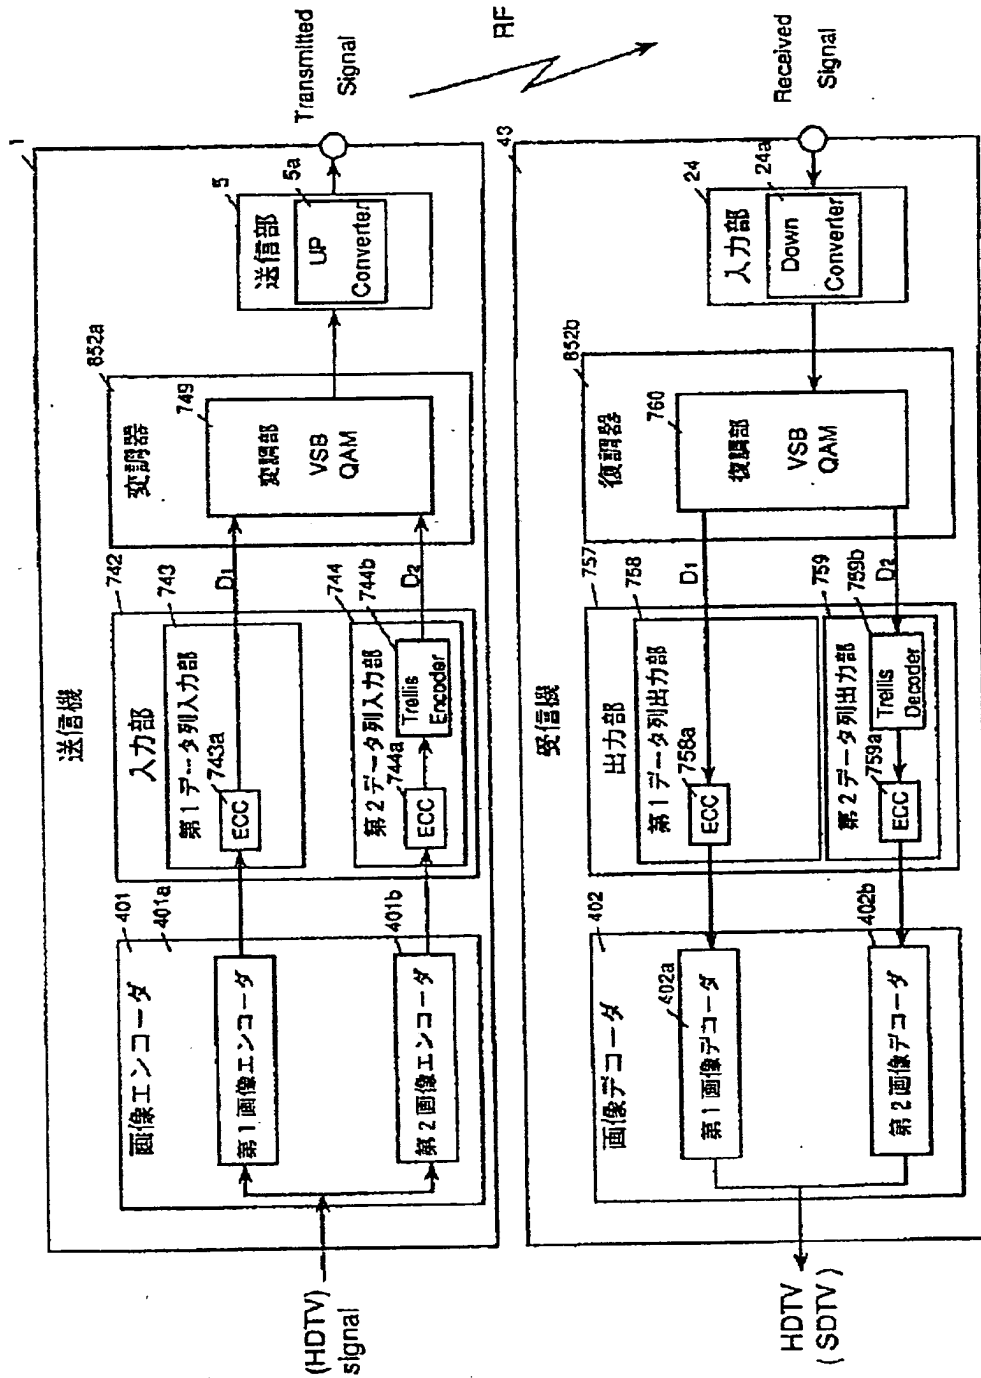 送信機
1
(HDTV)
signal
画像エンコーダ
401
401a
第1画像エンコーダ
401b
第2画像エンコーダ
入力部
742
第1データ列入力部
743
743a
ECC
第2データ列入力部
744
744a
ECC
744b
Trellis
Encoder
D1
D2
変調器
852a
749
変調部
VSB
QAM
送信部
5
5a
UP
Converter
Transmitted
Signal
RF
受信機
43
HDTV
(SDTV)
画像デコーダ
402
402a
第1画像デコーダ
402b
第2画像デコーダ
出力部
757
第1データ列出力部
758
758a
ECC
第2データ列出力部
759
759a
ECC
759b
Trellis
Decoder
D1
D2
復調器
852b
760
復調部
VSB
QAM
入力部
24
24a
Down
Converter
Received
Signal